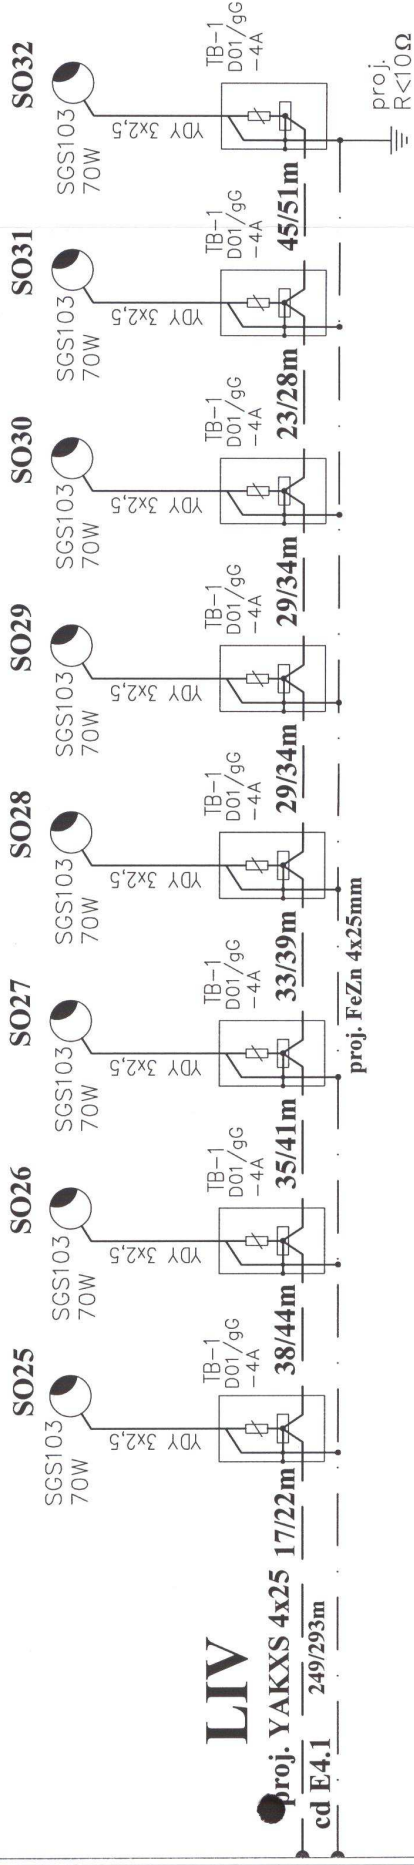 SO25
SGS103
70W
YDY 3x2,5
TB-1
D01/gG
-4A
SO26
SGS103
70W
YDY 3x2,5
TB-1
D01/gG
-4A
SO27
SGS103
70W
YDY 3x2,5
TB-1
D01/gG
-4A
SO28
SGS103
70W
YDY 3x2,5
TB-1
D01/gG
-4A
SO29
SGS103
70W
YDY 3x2,5
TB-1
D01/gG
-4A
SO30
SGS103
70W
YDY 3x2,5
TB-1
D01/gG
-4A
SO31
SGS103
70W
YDY 3x2,5
TB-1
D01/gG
-4A
SO32
SGS103
70W
YDY 3x2,5
TB-1
D01/gG
-4A
LIV
proj. YAKXS 4x25
cd E4.1
249/293m
17/22m
38/44m
35/41m
33/39m
29/34m
29/34m
23/28m
45/51m
proj. FeZn 4x25mm
proj.
R<10Ω